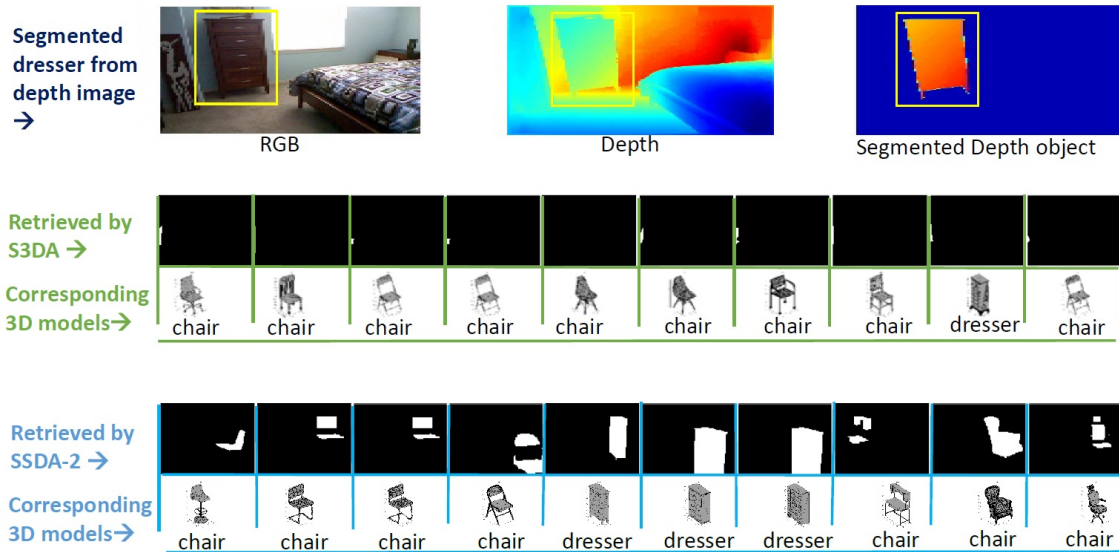 Segmented
dresser from
depth image
→
RGB
Depth
Segmented Depth object
Retrieved by
S3DA →
Corresponding
3D models→
chair chair chair chair chair chair chair chair dresser chair
Retrieved by
SSDA-2 →
Corresponding
3D models→
chair chair chair chair dresser dresser dresser chair chair chair